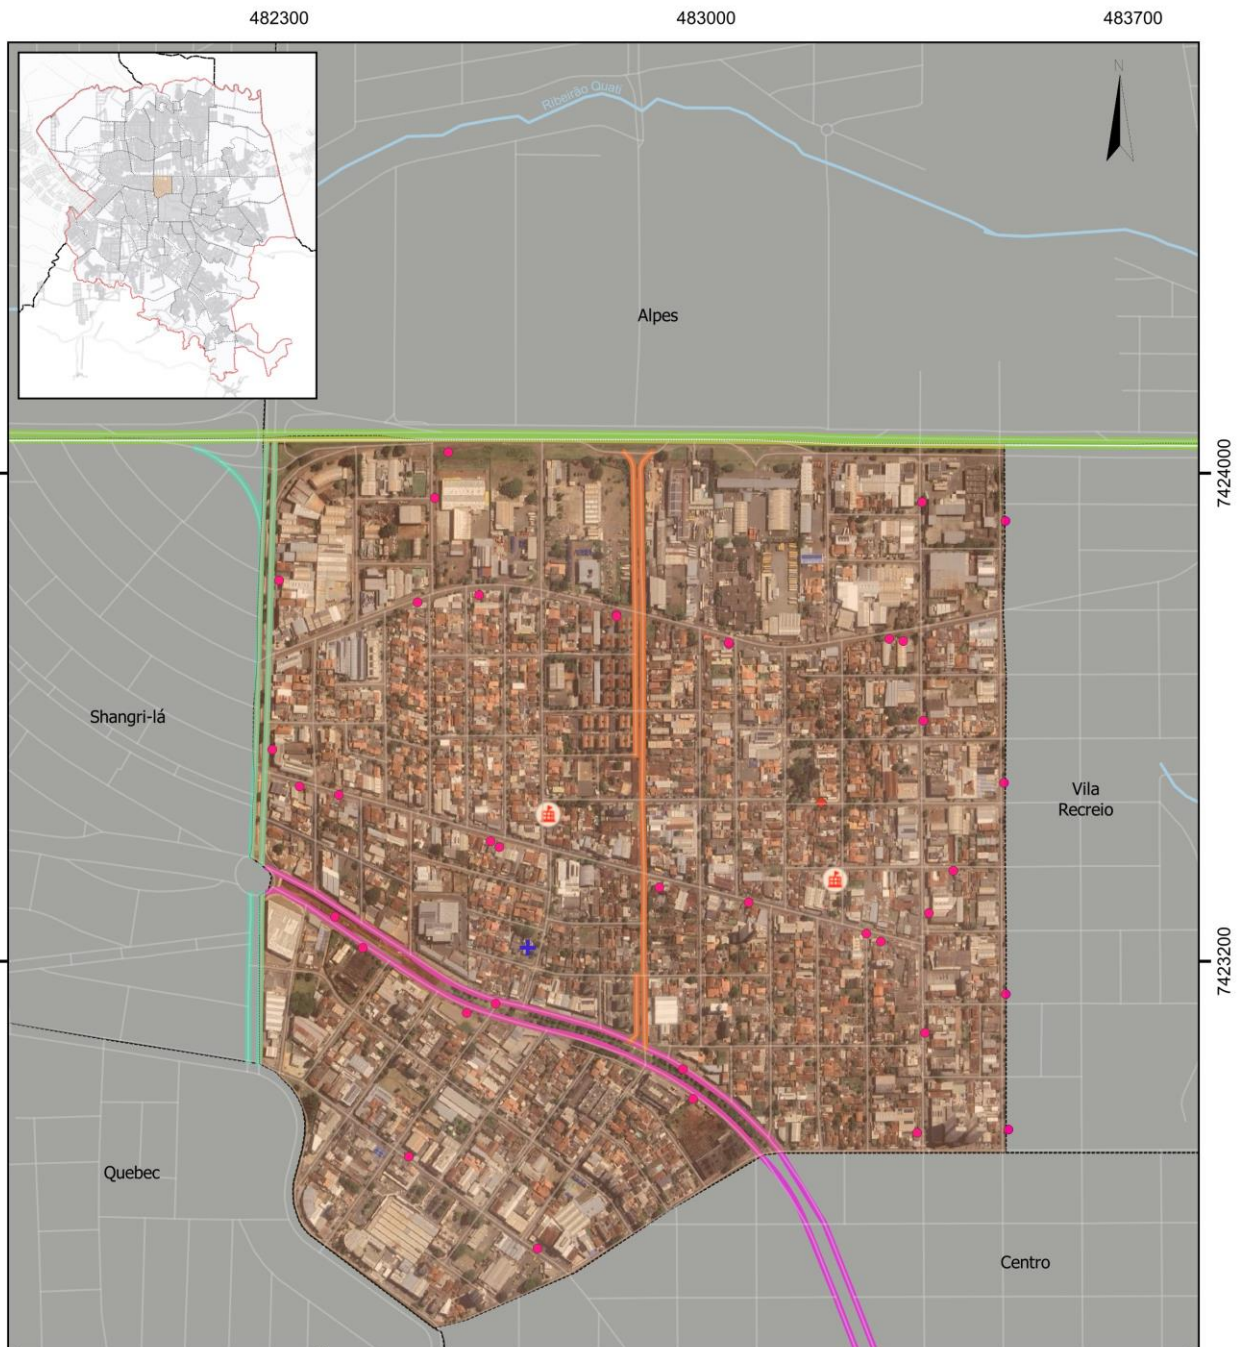 482300
483000
483700
N
Ribeirão Quati
Alpes
7424000
Shangri-lá
Vila
Recreio
7423200
Quebec
Centro